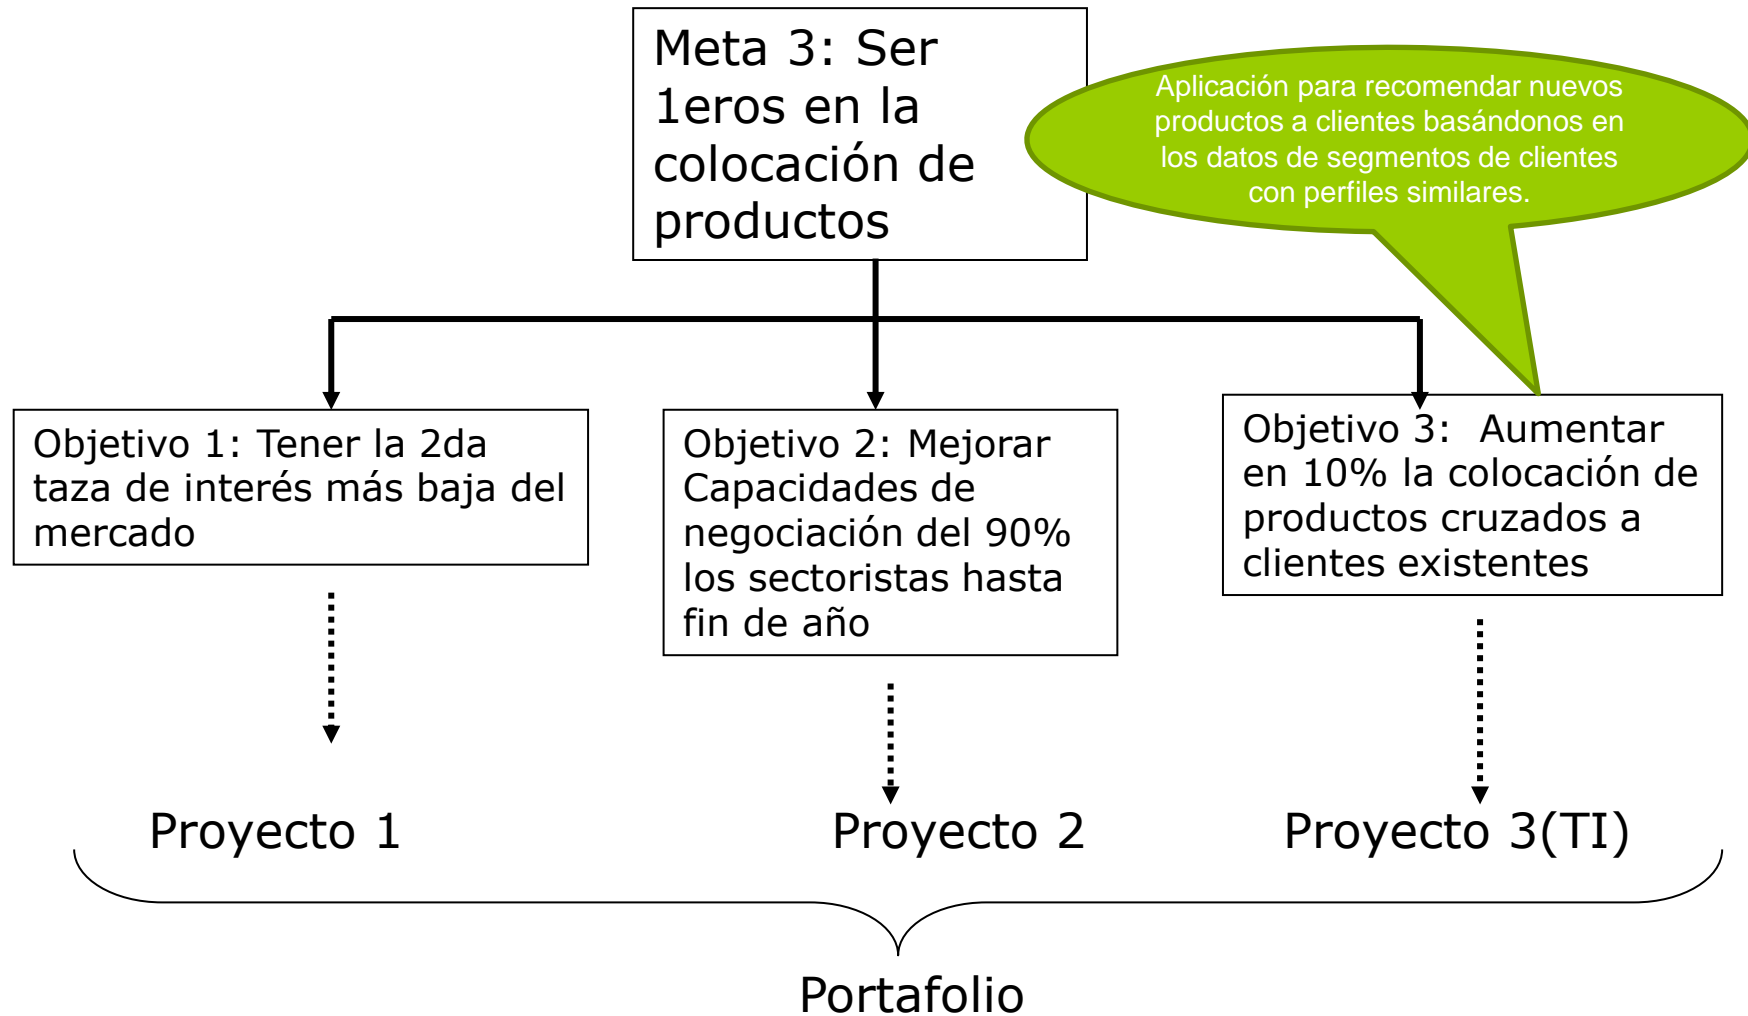 Meta 3: Ser
1eros en la
colocación de
productos
Aplicación para recomendar nuevos
productos a clientes basándonos en
los datos de segmentos de clientes
con perfiles similares.
Objetivo 1: Tener la 2da
taza de interés más baja del
mercado
Objetivo 2: Mejorar
Capacidades de
negociación del 90%
los sectoristas hasta
fin de año
Objetivo 3:  Aumentar
en 10% la colocación de
productos cruzados a
clientes existentes
Proyecto 1
Proyecto 2
Proyecto 3(TI)
Portafolio